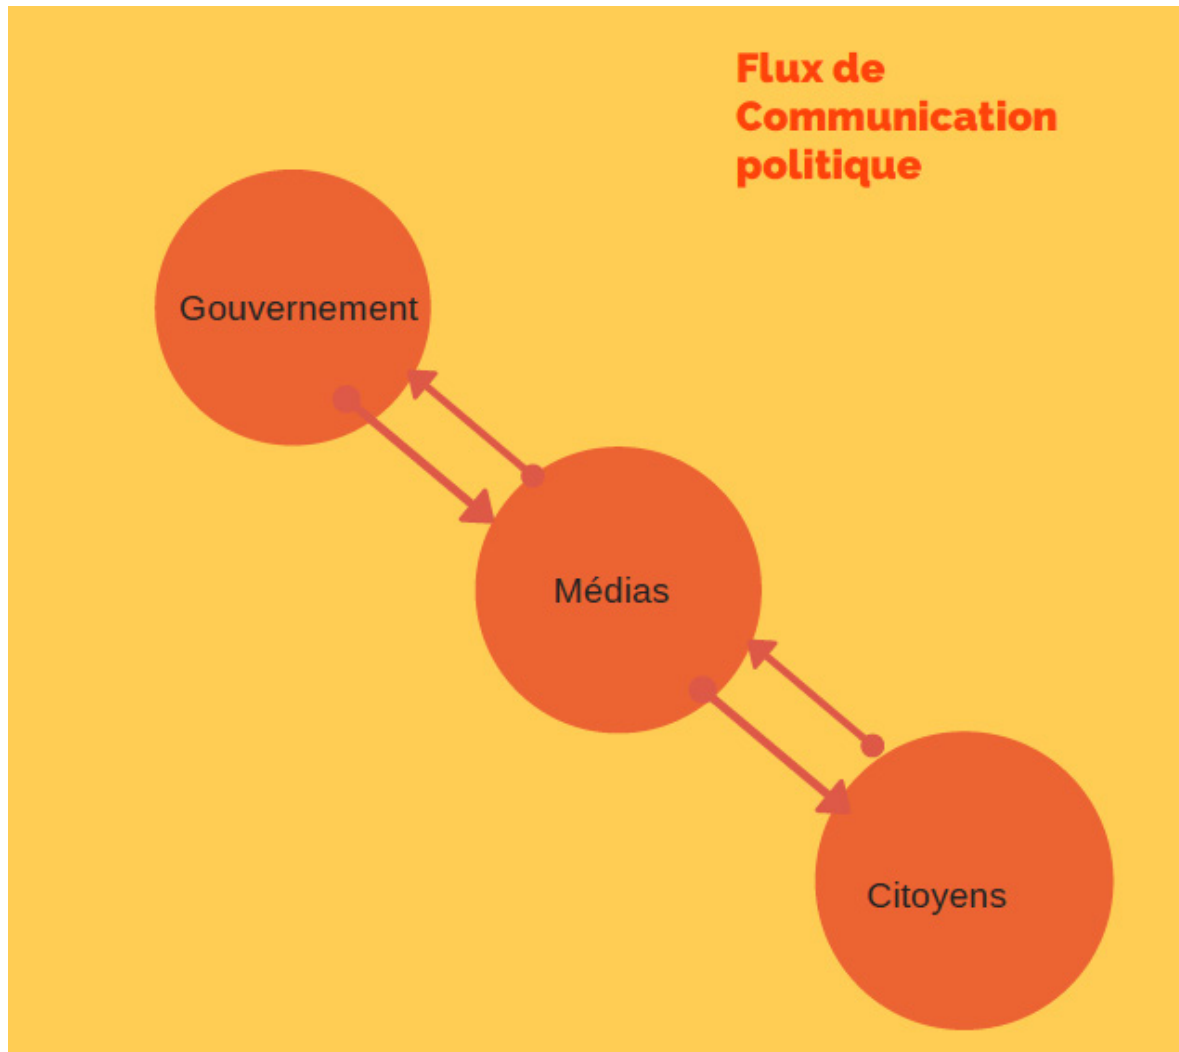 Flux de
Communication
politique
Gouvernement
Médias
Citoyens